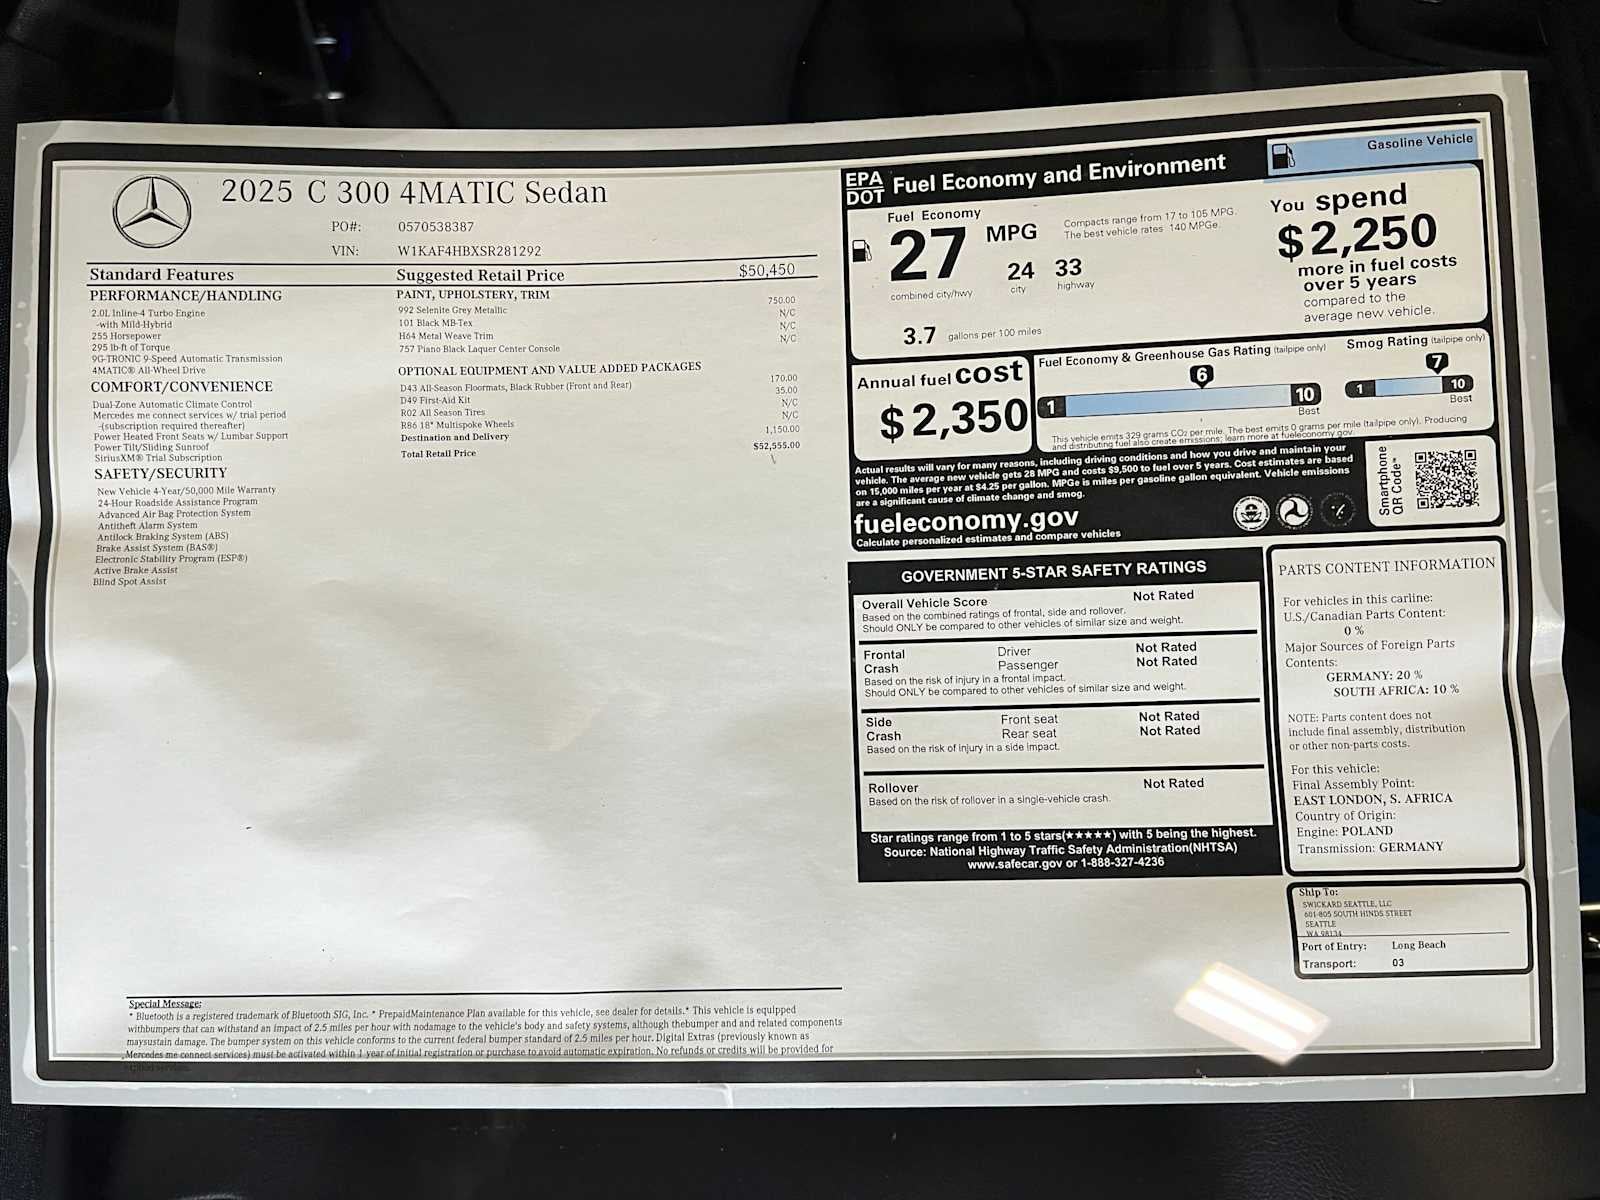 2025 C 300 4MATIC Sedan
PO#: 0570538387
VIN: W1KAF4HBXSR281292
Standard Features
PERFORMANCE/HANDLING
2.0L Inline-4 Turbo Engine
-with Mild-Hybrid
255 Horsepower
295 lb-ft of Torque
9G-TRONIC 9-Speed Automatic Transmission
4MATIC® All-Wheel Drive
COMFORT/CONVENIENCE
Dual-Zone Automatic Climate Control
Mercedes me connect services w/ trial period
-(subscription required thereafter)
Power Heated Front Seats w/ Lumbar Support
Power Tilt/Sliding Sunroof
SiriusXM® Trial Subscription
SAFETY/SECURITY
New Vehicle 4-Year/50,000 Mile Warranty
24-Hour Roadside Assistance Program
Advanced Air Bag Protection System
Antitheft Alarm System
Antilock Braking System (ABS)
Brake Assist System (BAS®)
Electronic Stability Program (ESP®)
Active Brake Assist
Blind Spot Assist
Suggested Retail Price $50,450
PAINT, UPHOLSTERY, TRIM
992 Selenite Grey Metallic 750.00
101 Black MB-Tex N/C
H64 Metal Weave Trim N/C
757 Piano Black Laquer Center Console N/C
OPTIONAL EQUIPMENT AND VALUE ADDED PACKAGES
D43 All-Season Floormats, Black Rubber (Front and Rear) 170.00
D49 First-Aid Kit 35.00
R02 All Season Tires N/C
R86 18" Multispoke Wheels N/C
Destination and Delivery 1,150.00
Total Retail Price $52,555.00
Special Message:
* Bluetooth is a registered trademark of Bluetooth SIG, Inc. * PrepaidMaintenance Plan available for this vehicle, see dealer for details.* This vehicle is equipped
withbumpers that can withstand an impact of 2.5 miles per hour with nodamage to the vehicle's body and safety systems, although thebumper and and related components
maysustain damage. The bumper system on this vehicle conforms to the current federal bumper standard of 2.5 miles per hour. Digital Extras (previously known as
Mercedes me connect services) must be activated within 1 year of initial registration or purchase to avoid automatic expiration. No refunds or credits will be provided for
expired services.
EPA
DOT
Fuel Economy and Environment
Gasoline Vehicle
Fuel Economy
27 MPG
combined city/hwy
24
city
33
highway
Compacts range from 17 to 105 MPG.
The best vehicle rates 140 MPGe.
3.7 gallons per 100 miles
You spend
$2,250
more in fuel costs
over 5 years
compared to the
average new vehicle.
Annual fuel cost
$2,350
Fuel Economy & Greenhouse Gas Rating (tailpipe only)
6
1
10
Best
Smog Rating (tailpipe only)
7
1
10
Best
This vehicle emits 329 grams CO2 per mile. The best emits 0 grams per mile (tailpipe only). Producing
and distributing fuel also create emissions; learn more at fueleconomy.gov.
Actual results will vary for many reasons, including driving conditions and how you drive and maintain your
vehicle. The average new vehicle gets 28 MPG and costs $9,500 to fuel over 5 years. Cost estimates are based
on 15,000 miles per year at $4.25 per gallon. MPGe is miles per gasoline gallon equivalent. Vehicle emissions
are a significant cause of climate change and smog.
fueleconomy.gov
Calculate personalized estimates and compare vehicles
Smartphone
QR Code™
GOVERNMENT 5-STAR SAFETY RATINGS
Overall Vehicle Score Not Rated
Based on the combined ratings of frontal, side and rollover.
Should ONLY be compared to other vehicles of similar size and weight.
Frontal Driver Not Rated
Crash Passenger Not Rated
Based on the risk of injury in a frontal impact.
Should ONLY be compared to other vehicles of similar size and weight.
Side Front seat Not Rated
Crash Rear seat Not Rated
Based on the risk of injury in a side impact.
Rollover Not Rated
Based on the risk of rollover in a single-vehicle crash.
Star ratings range from 1 to 5 stars(★★★★★) with 5 being the highest.
Source: National Highway Traffic Safety Administration(NHTSA)
www.safecar.gov or 1-888-327-4236
PARTS CONTENT INFORMATION
For vehicles in this carline:
U.S./Canadian Parts Content:
0 %
Major Sources of Foreign Parts
Contents:
GERMANY: 20 %
SOUTH AFRICA: 10 %
NOTE: Parts content does not
include final assembly, distribution
or other non-parts costs.
For this vehicle:
Final Assembly Point:
EAST LONDON, S. AFRICA
Country of Origin:
Engine: POLAND
Transmission: GERMANY
Ship To:
SWICKARD SEATTLE, LLC
601-805 SOUTH HINDS STREET
SEATTLE
WA 98134
Port of Entry: Long Beach
Transport: 03